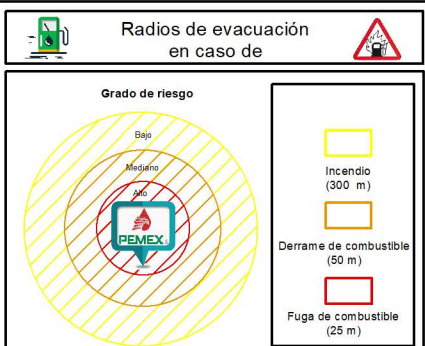 Radios de evacuación
en caso de
Grado de riesgo
Bajo
Mediano
Alto
PEMEX
Incendio
(300 m)
Derrame de combustible
(50 m)
Fuga de combustible
(25 m)